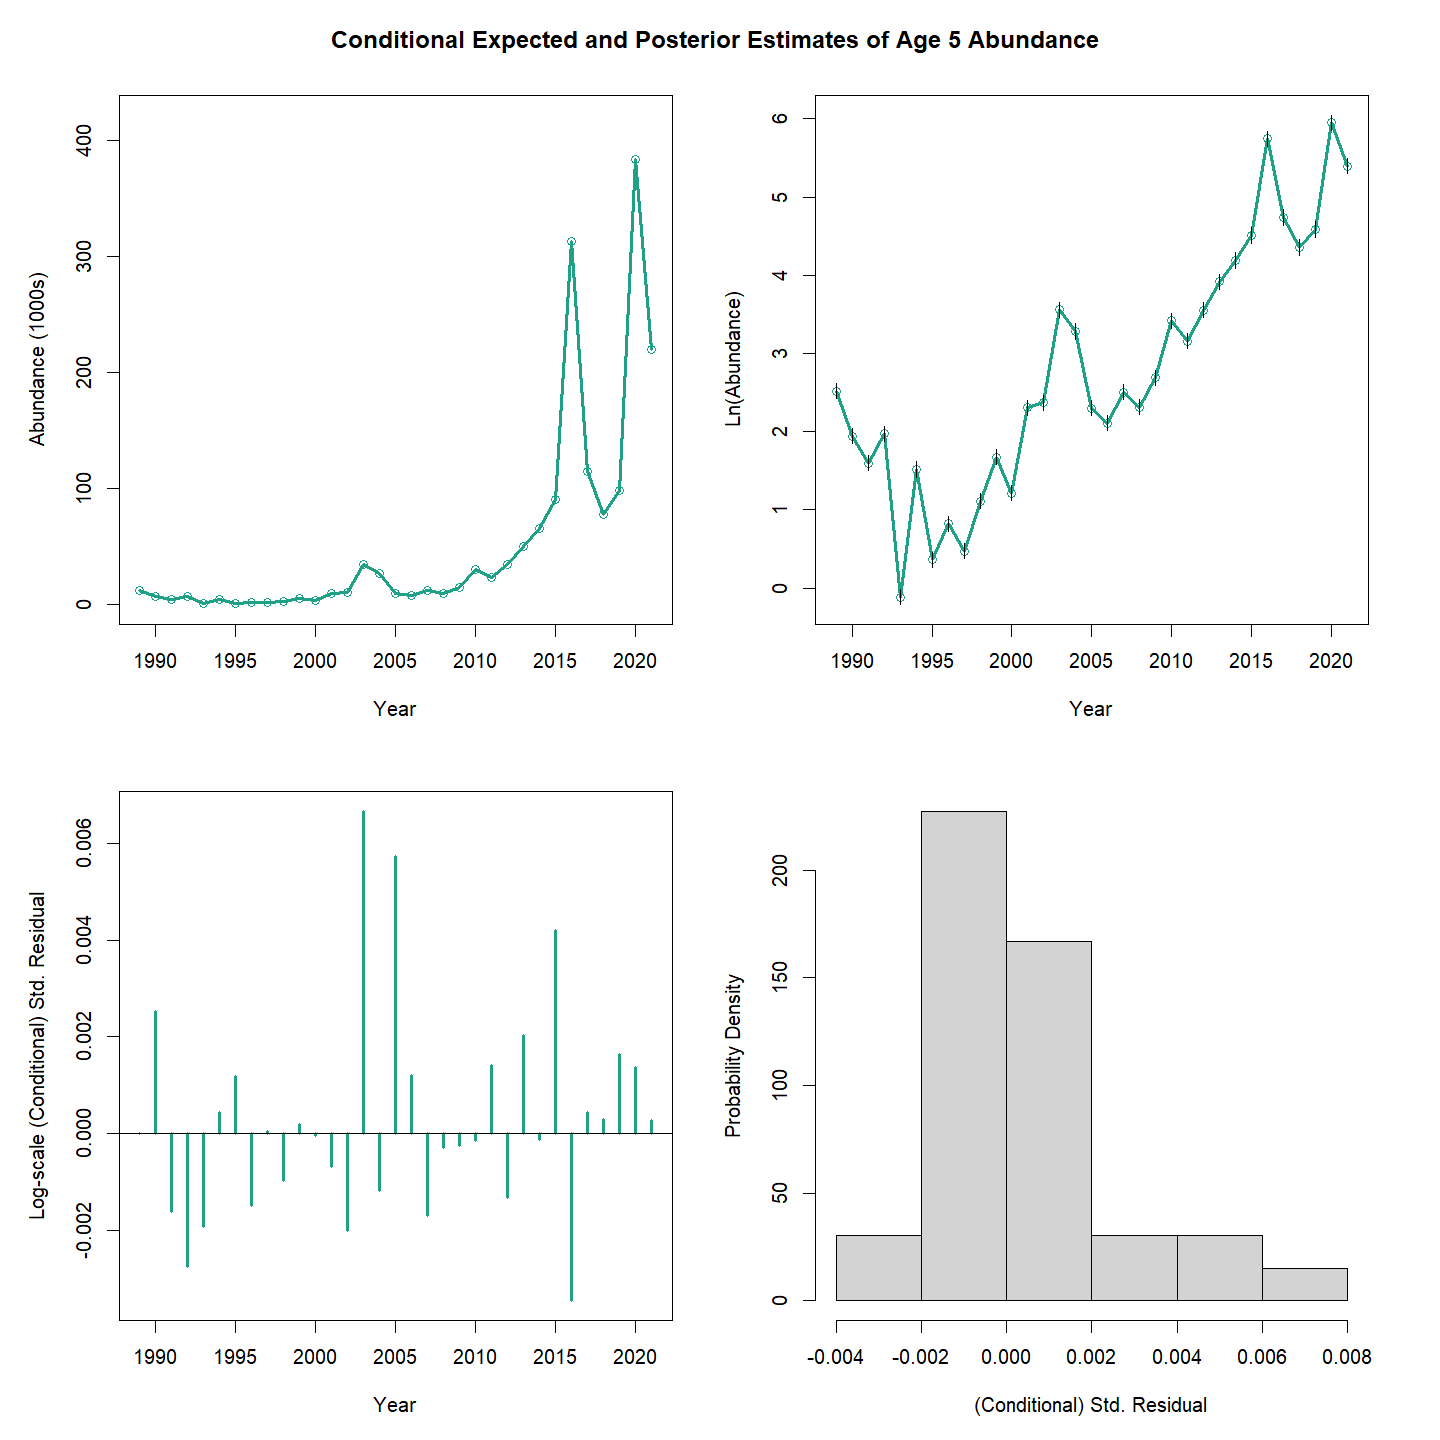 Conditional Expected and Posterior Estimates of Age 5 Abundance
Abundance (1000s)
400
300
200
100
0
1990 1995 2000 2005 2010 2015 2020
Year
Ln(Abundance)
6
5
4
3
2
1
0
1990 1995 2000 2005 2010 2015 2020
Year
Log-scale (Conditional) Std. Residual
0.006
0.004
0.002
0.000
-0.002
1990 1995 2000 2005 2010 2015 2020
Year
Probability Density
200
150
100
50
0
-0.004 -0.002 0.000 0.002 0.004 0.006 0.008
(Conditional) Std. Residual